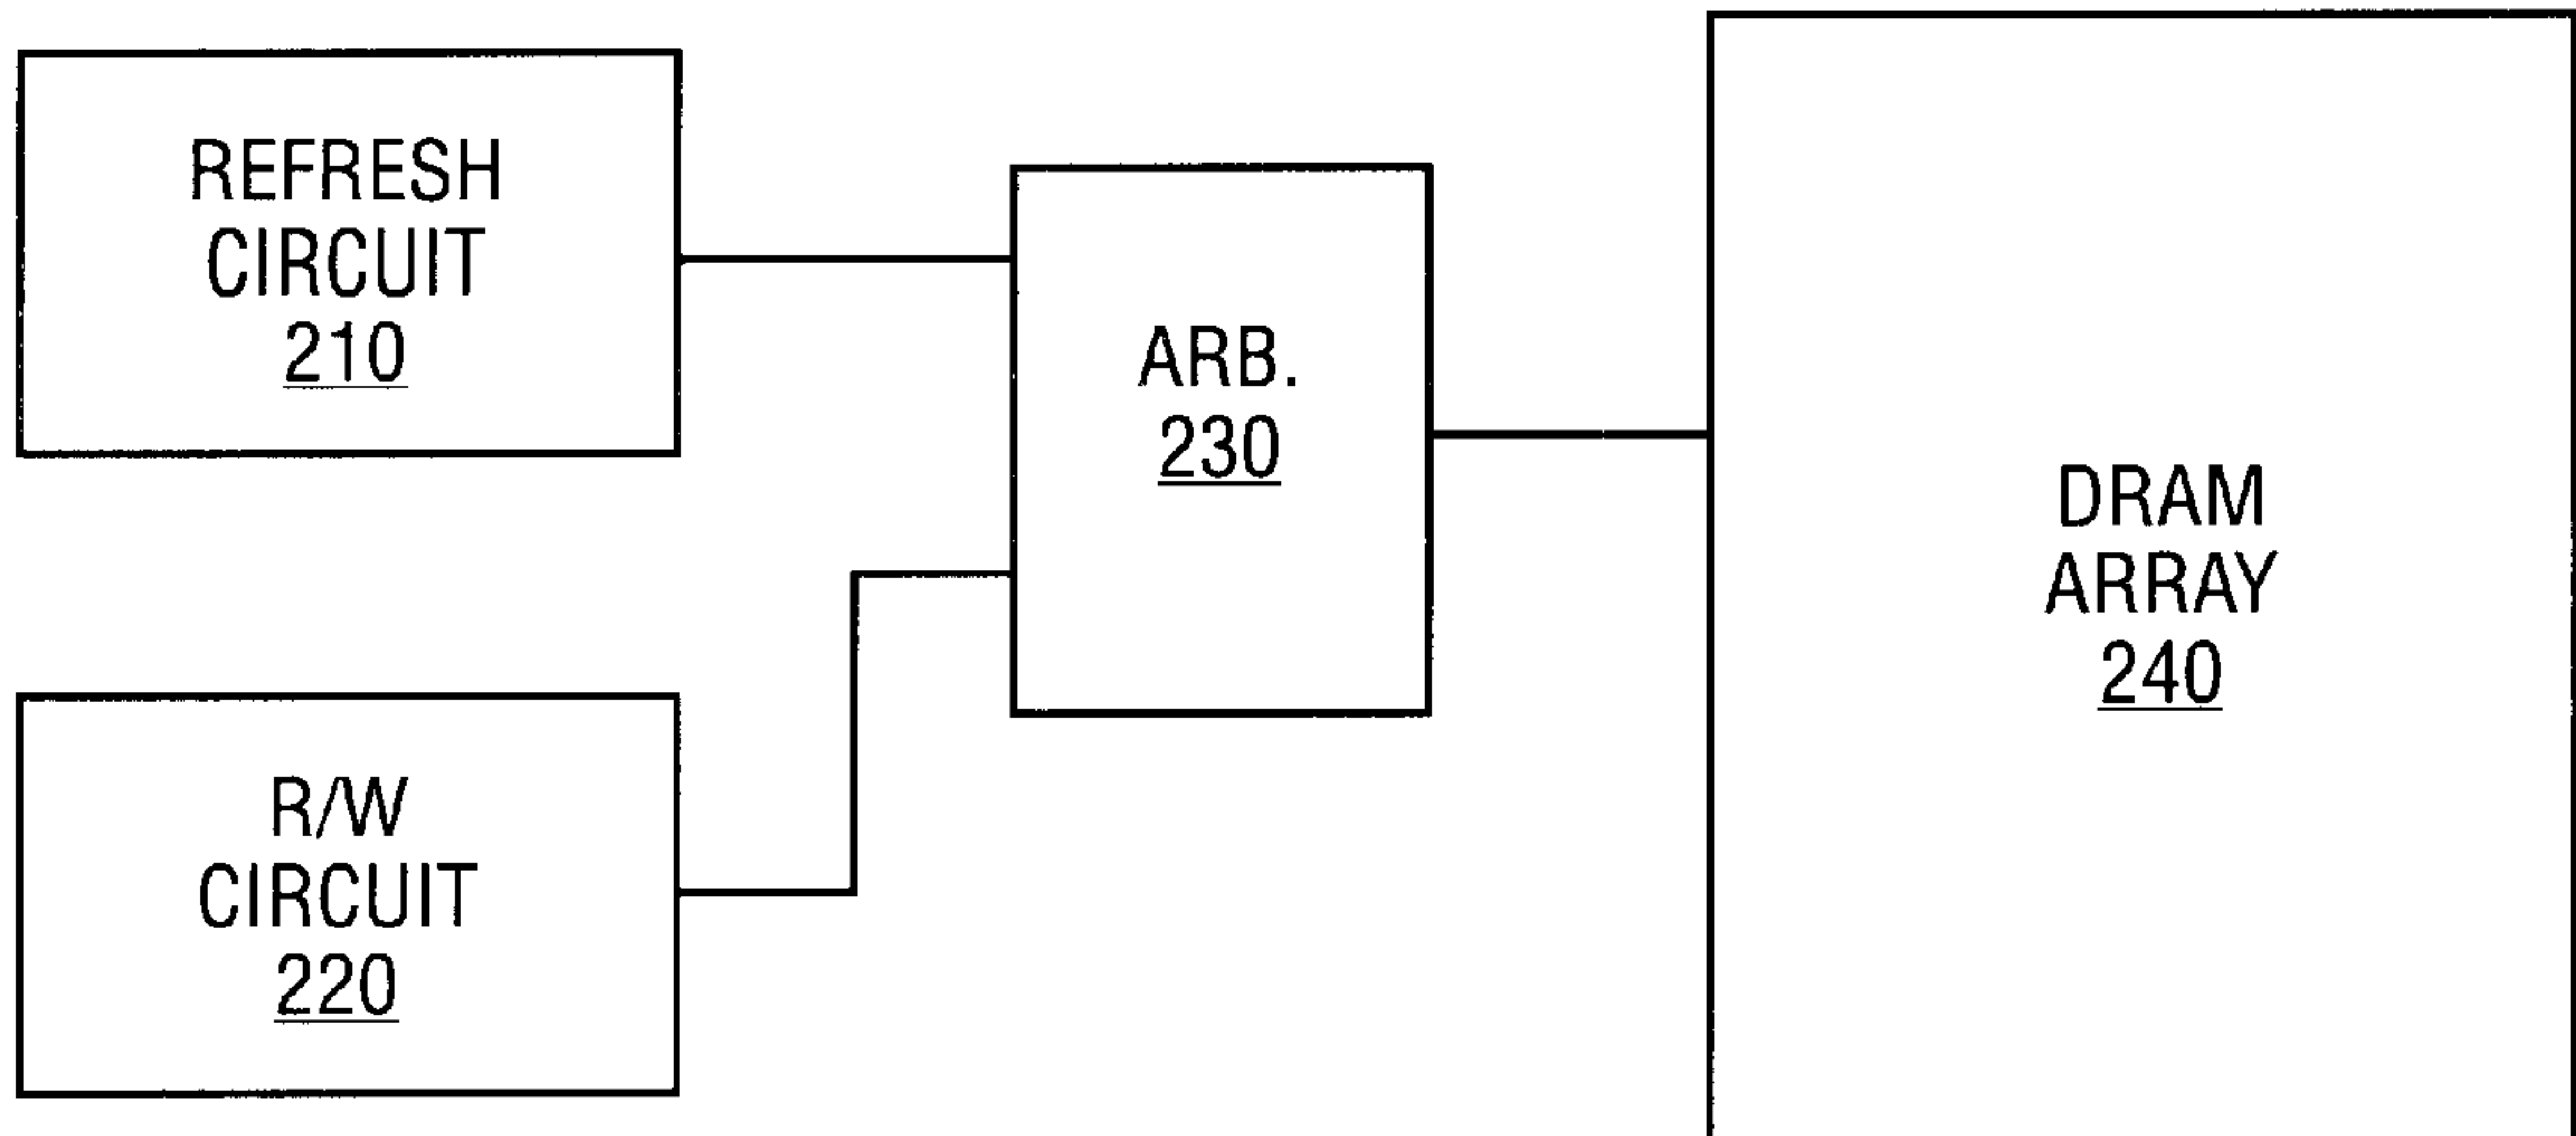 REFRESH
CIRCUIT
210
ARB.
230
DRAM
ARRAY
240
R/W
CIRCUIT
220